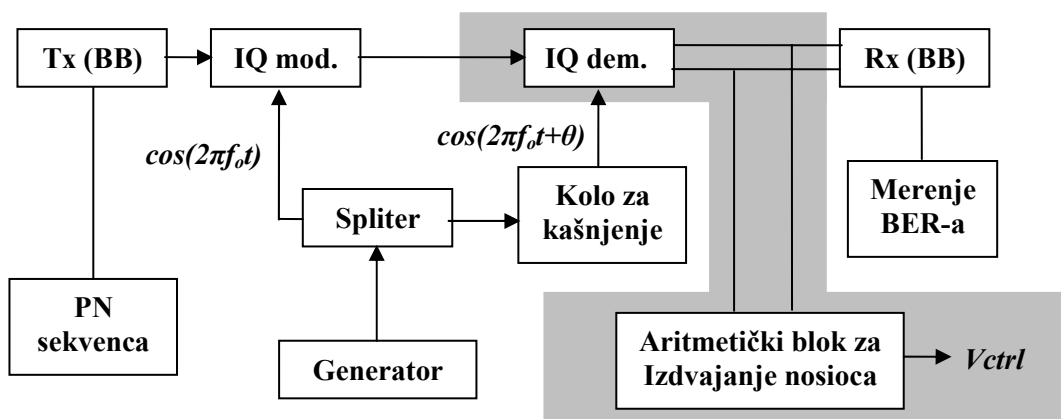 Tx (BB)
IQ mod.
IQ dem.
Rx (BB)
cos(2πfₒt)
cos(2πfₒt+θ)
Spliter
Kolo za
kašnjenje
Merenje
BER-a
PN
sekvenca
Generator
Aritmetički blok za
Izdvajanje nosioca
Vctrl